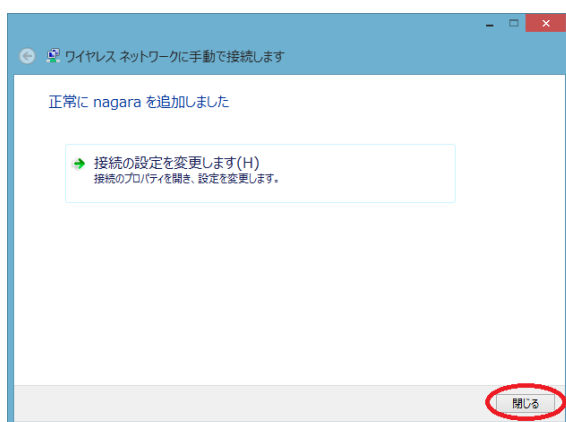 ワイヤレス ネットワークに手動で接続します
正常に nagara を追加しました
接続の設定を変更します(H)
接続のプロパティを開き、設定を変更します。
閉じる